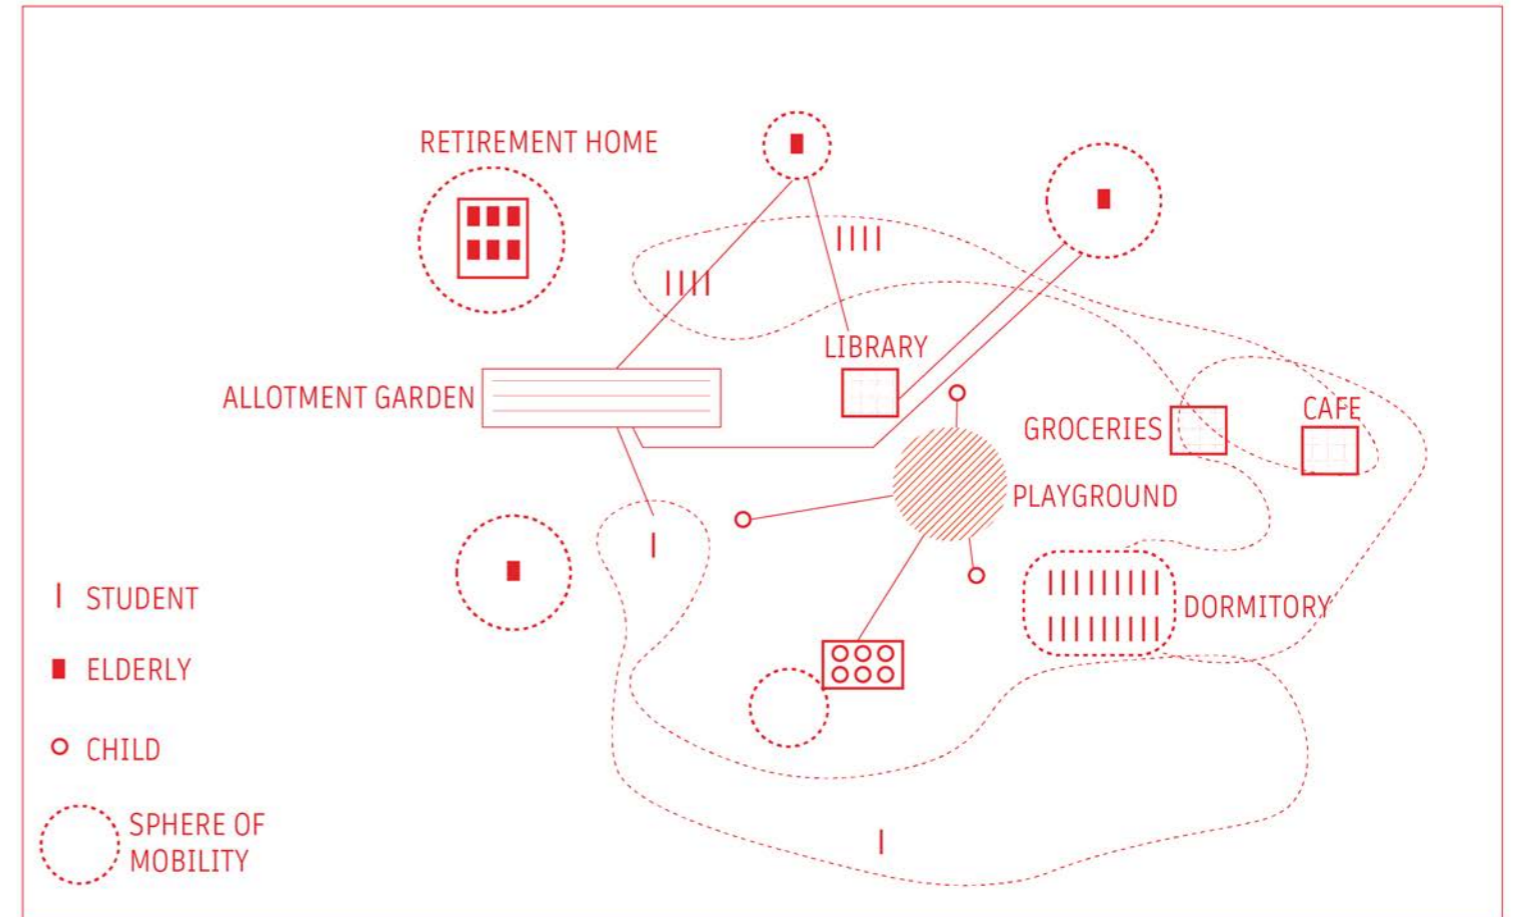 RETIREMENT HOME
LIBRARY
ALLOTMENT GARDEN
CAFE
GROCERIES
PLAYGROUND
DORMITORY
STUDENT
ELDERLY
CHILD
SPHERE OF
MOBILITY